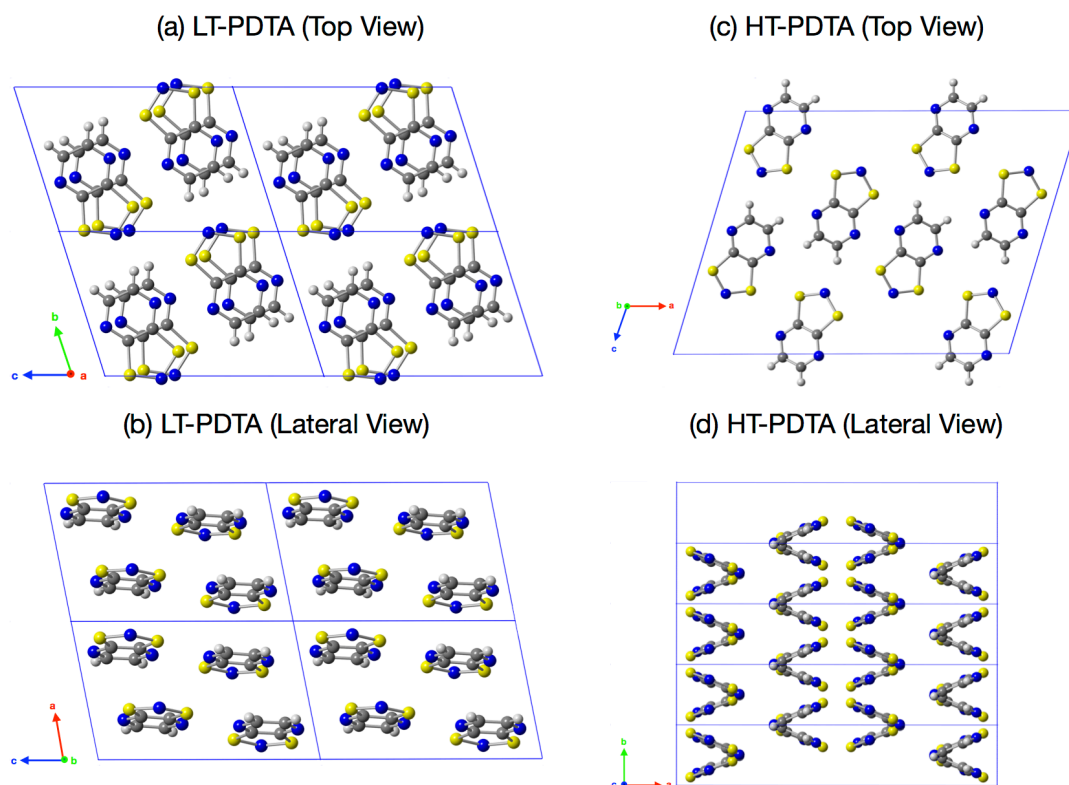 (a) LT-PDTA (Top View)
b
c
a
(b) LT-PDTA (Lateral View)
a
c
b
(c) HT-PDTA (Top View)
b
a
c
(d) HT-PDTA (Lateral View)
b
c
a